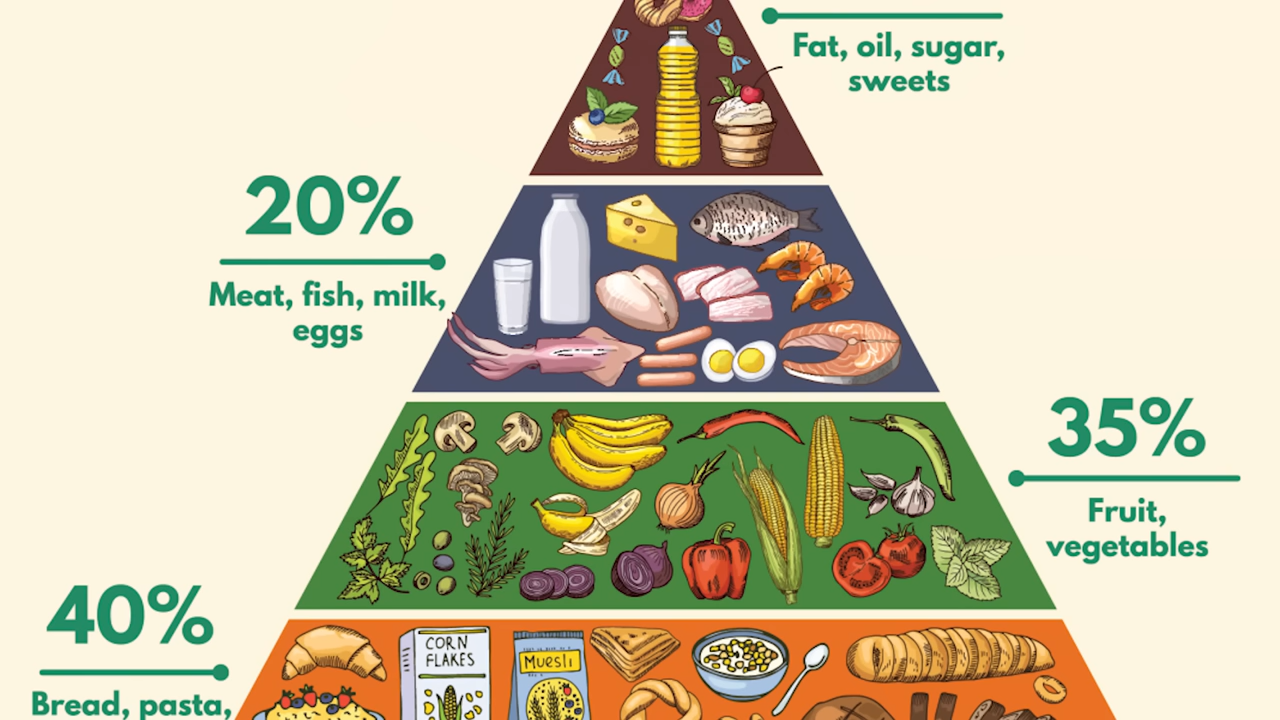 Fat, oil, sugar,
sweets
20%
Meat, fish, milk,
eggs
35%
Fruit,
vegetables
40%
Bread, pasta,
CORN
FLAKES
Muesli